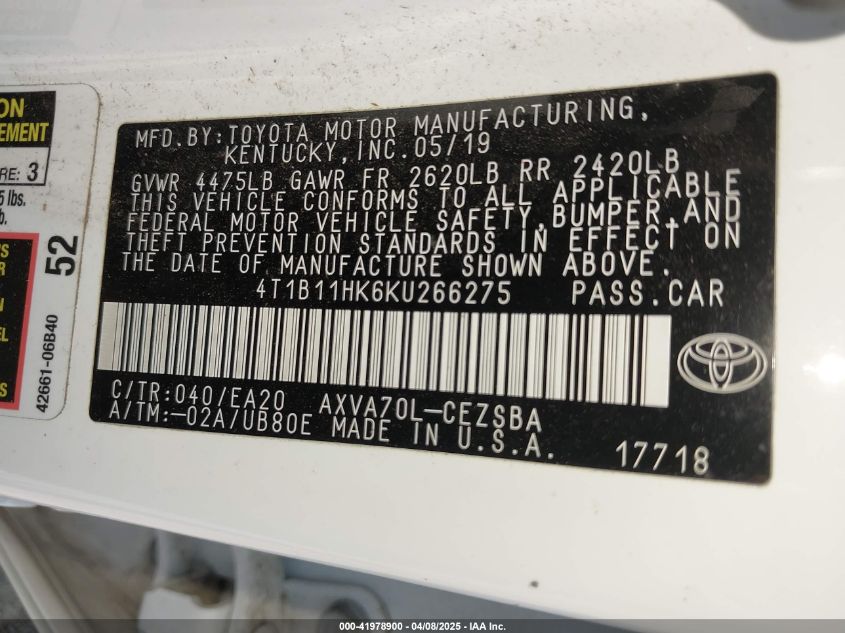 ON
EMENT
RE: 3
5 lbs.
b.
52
42661-06B40
S
R
N
EL
S
MFD.BY:TOYOTA MOTOR MANUFACTURING,
KENTUCKY,INC.05/19
GVWR 4475LB GAWR FR 2620LB RR 2420LB
THIS VEHICLE CONFORMS TO ALL APPLICABLE
FEDERAL MOTOR VEHICLE SAFETY,BUMPER,AND
THEFT PREVENTION STANDARDS IN EFFECT ON
THE DATE OF MANUFACTURE SHOWN ABOVE.
4T1B11HK6KU266275 PASS.CAR
C/TR:040/EA20 AXVA70L-CEZSBA
A/TM:-02A/UB80E MADE IN U.S.A.
17718
000-41978900 - 04/08/2025 - IAA Inc.